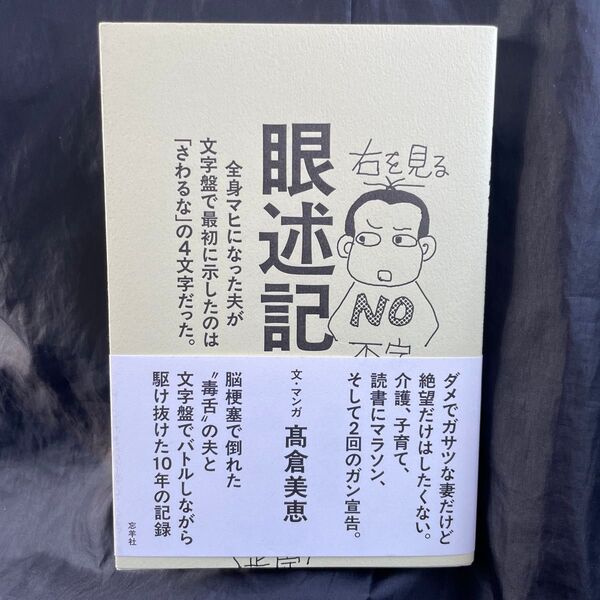 右を見る
NO
眼述記
全身マヒになった夫が
文字盤で最初に示したのは
「さわるな」の4文字だった。
ダメでガサツな妻だけど
絶望だけはしたくない。
介護、子育て、
読書にマラソン、
そして2回のガン宣告。
文・マンガ
髙倉美恵
脳梗塞で倒れた
“毒舌”の夫と
文字盤でバトルしながら
駆け抜けた10年の記録
忘羊社